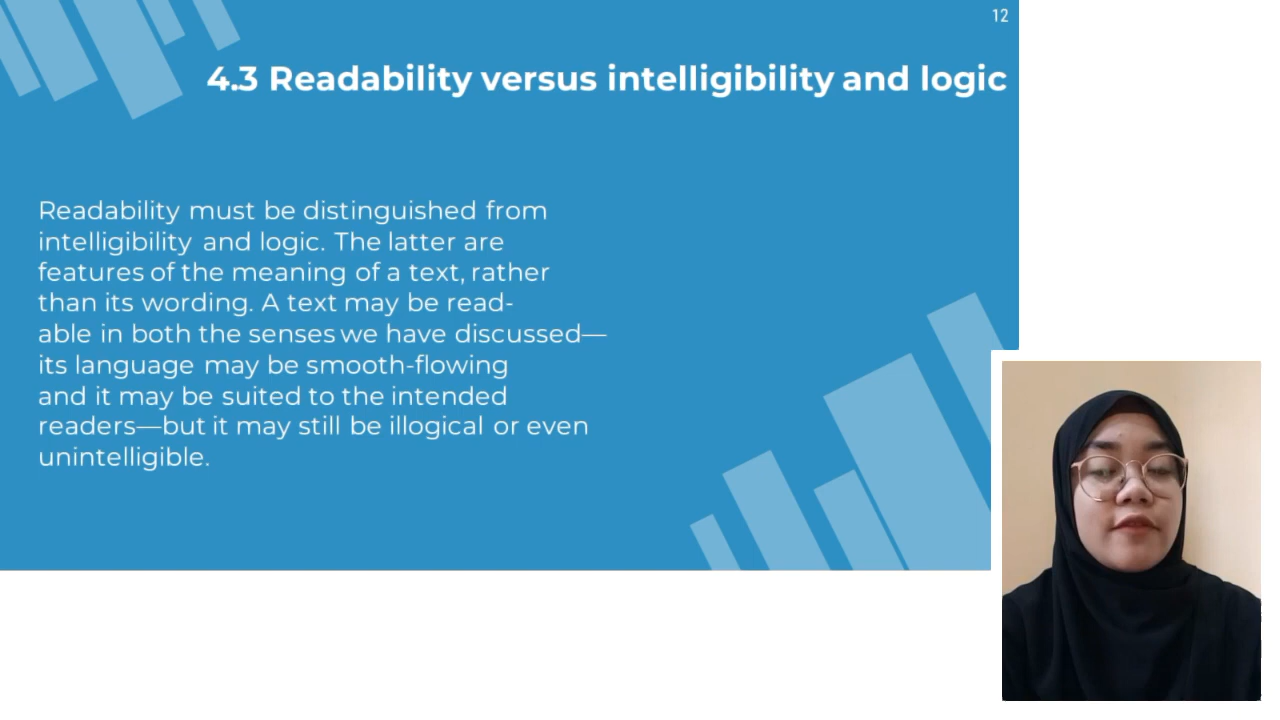 12
4.3 Readability versus intelligibility and logic
Readability must be distinguished from
intelligibility and logic. The latter are
features of the meaning of a text, rather
than its wording. A text may be read-
able in both the senses we have discussed—
its language may be smooth-flowing
and it may be suited to the intended
readers—but it may still be illogical or even
unintelligible.